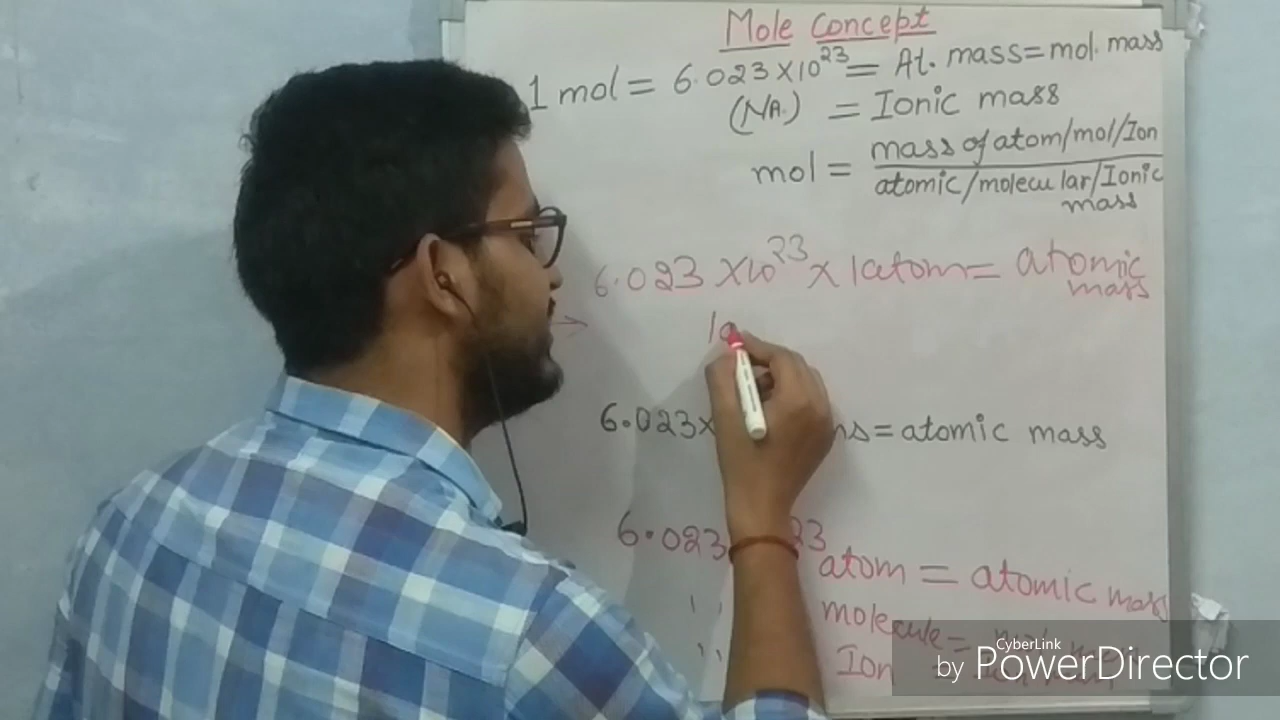 Mole Concept
1 mol = 6.023 ×10²³ = At. mass = mol. mass
(NA.) = Ionic mass
mol = mass of atom/mol/Ion
atomic/molecular/Ionic
mass
6.023 ×10²³ × 1atom = atomic
mass
→ 1a
6.023× = atomic mass
6.023 23 atom = atomic mass
,, molecule =
,, Ion =
CyberLink
by PowerDirector